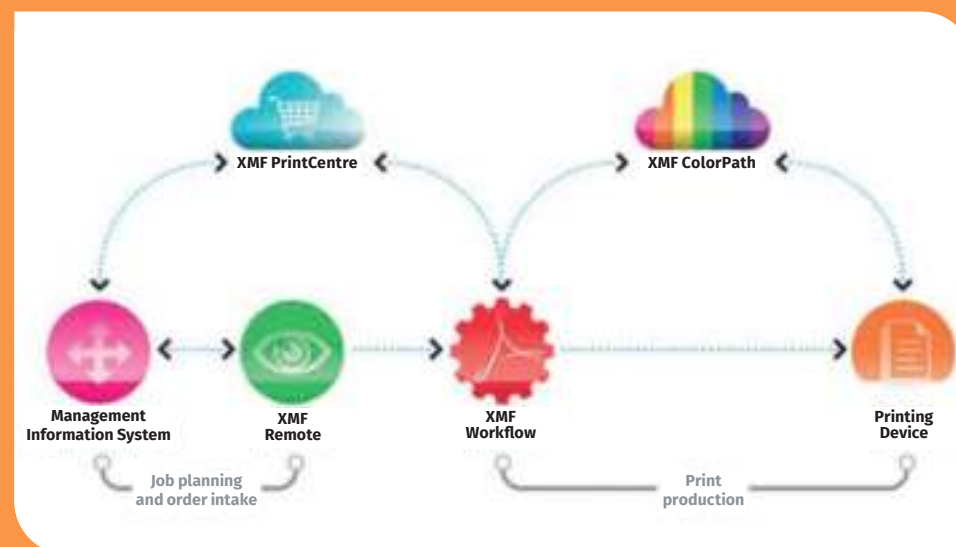 XMF PrintCentre
XMF ColorPath
Management
Information System
XMF
Remote
XMF
Workflow
Printing
Device
Job planning
and order intake
Print
production